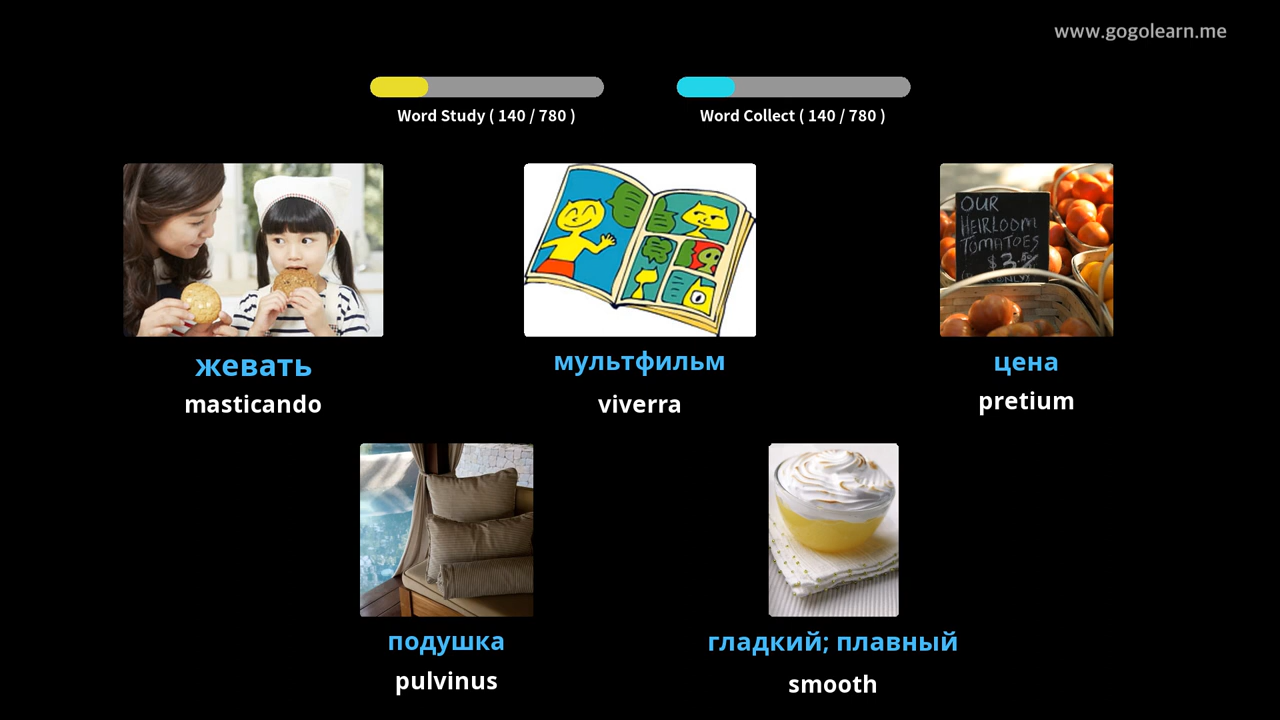 www.gogolearn.me
Word Study ( 140 / 780 )
Word Collect ( 140 / 780 )
OUR
HEIRLOOM
TOMATOES
жевать
masticando
мультфильм
viverra
цена
pretium
подушка
pulvinus
гладкий; плавный
smooth